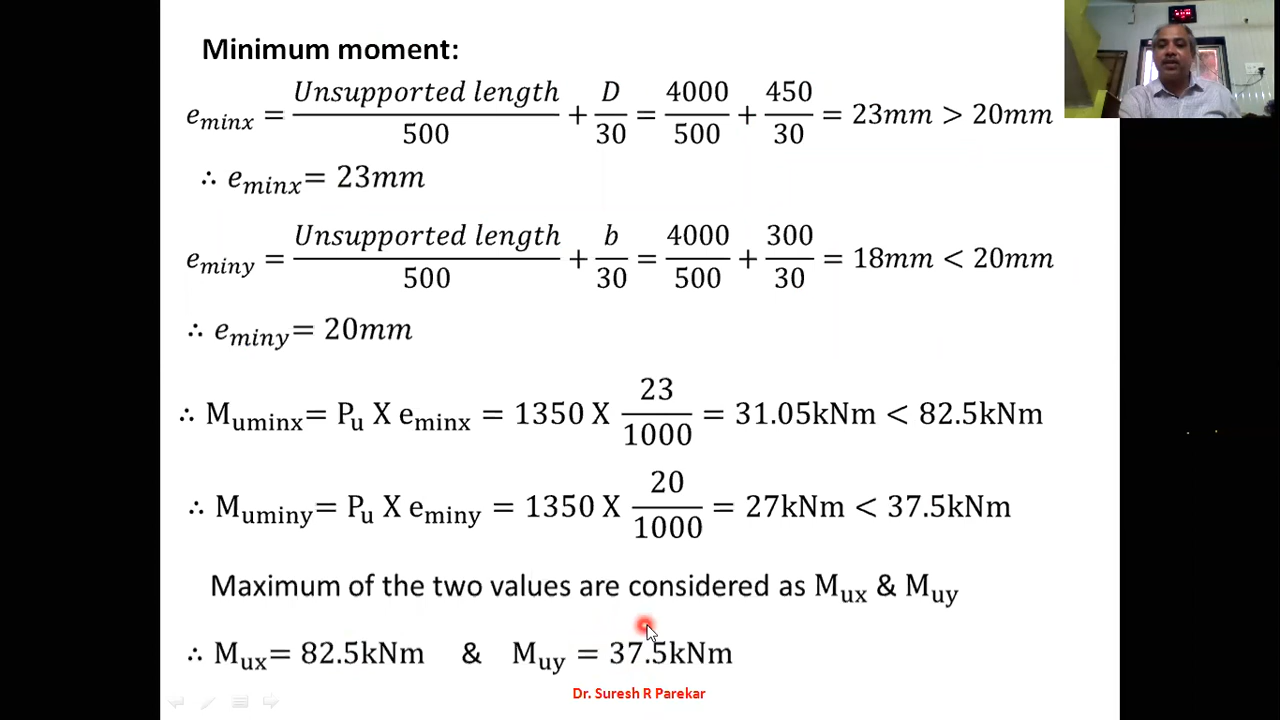 Minimum moment:
e_minx = Unsupported length/500 + D/30 = 4000/500 + 450/30 = 23mm > 20mm
∴ e_minx = 23mm
e_miny = Unsupported length/500 + b/30 = 4000/500 + 300/30 = 18mm < 20mm
∴ e_miny = 20mm
∴ M_uminx = P_u X e_minx = 1350 X 23/1000 = 31.05kNm < 82.5kNm
∴ M_uminy = P_u X e_miny = 1350 X 20/1000 = 27kNm < 37.5kNm
Maximum of the two values are considered as M_ux & M_uy
∴ M_ux = 82.5kNm & M_uy = 37.5kNm
Dr. Suresh R Parekar